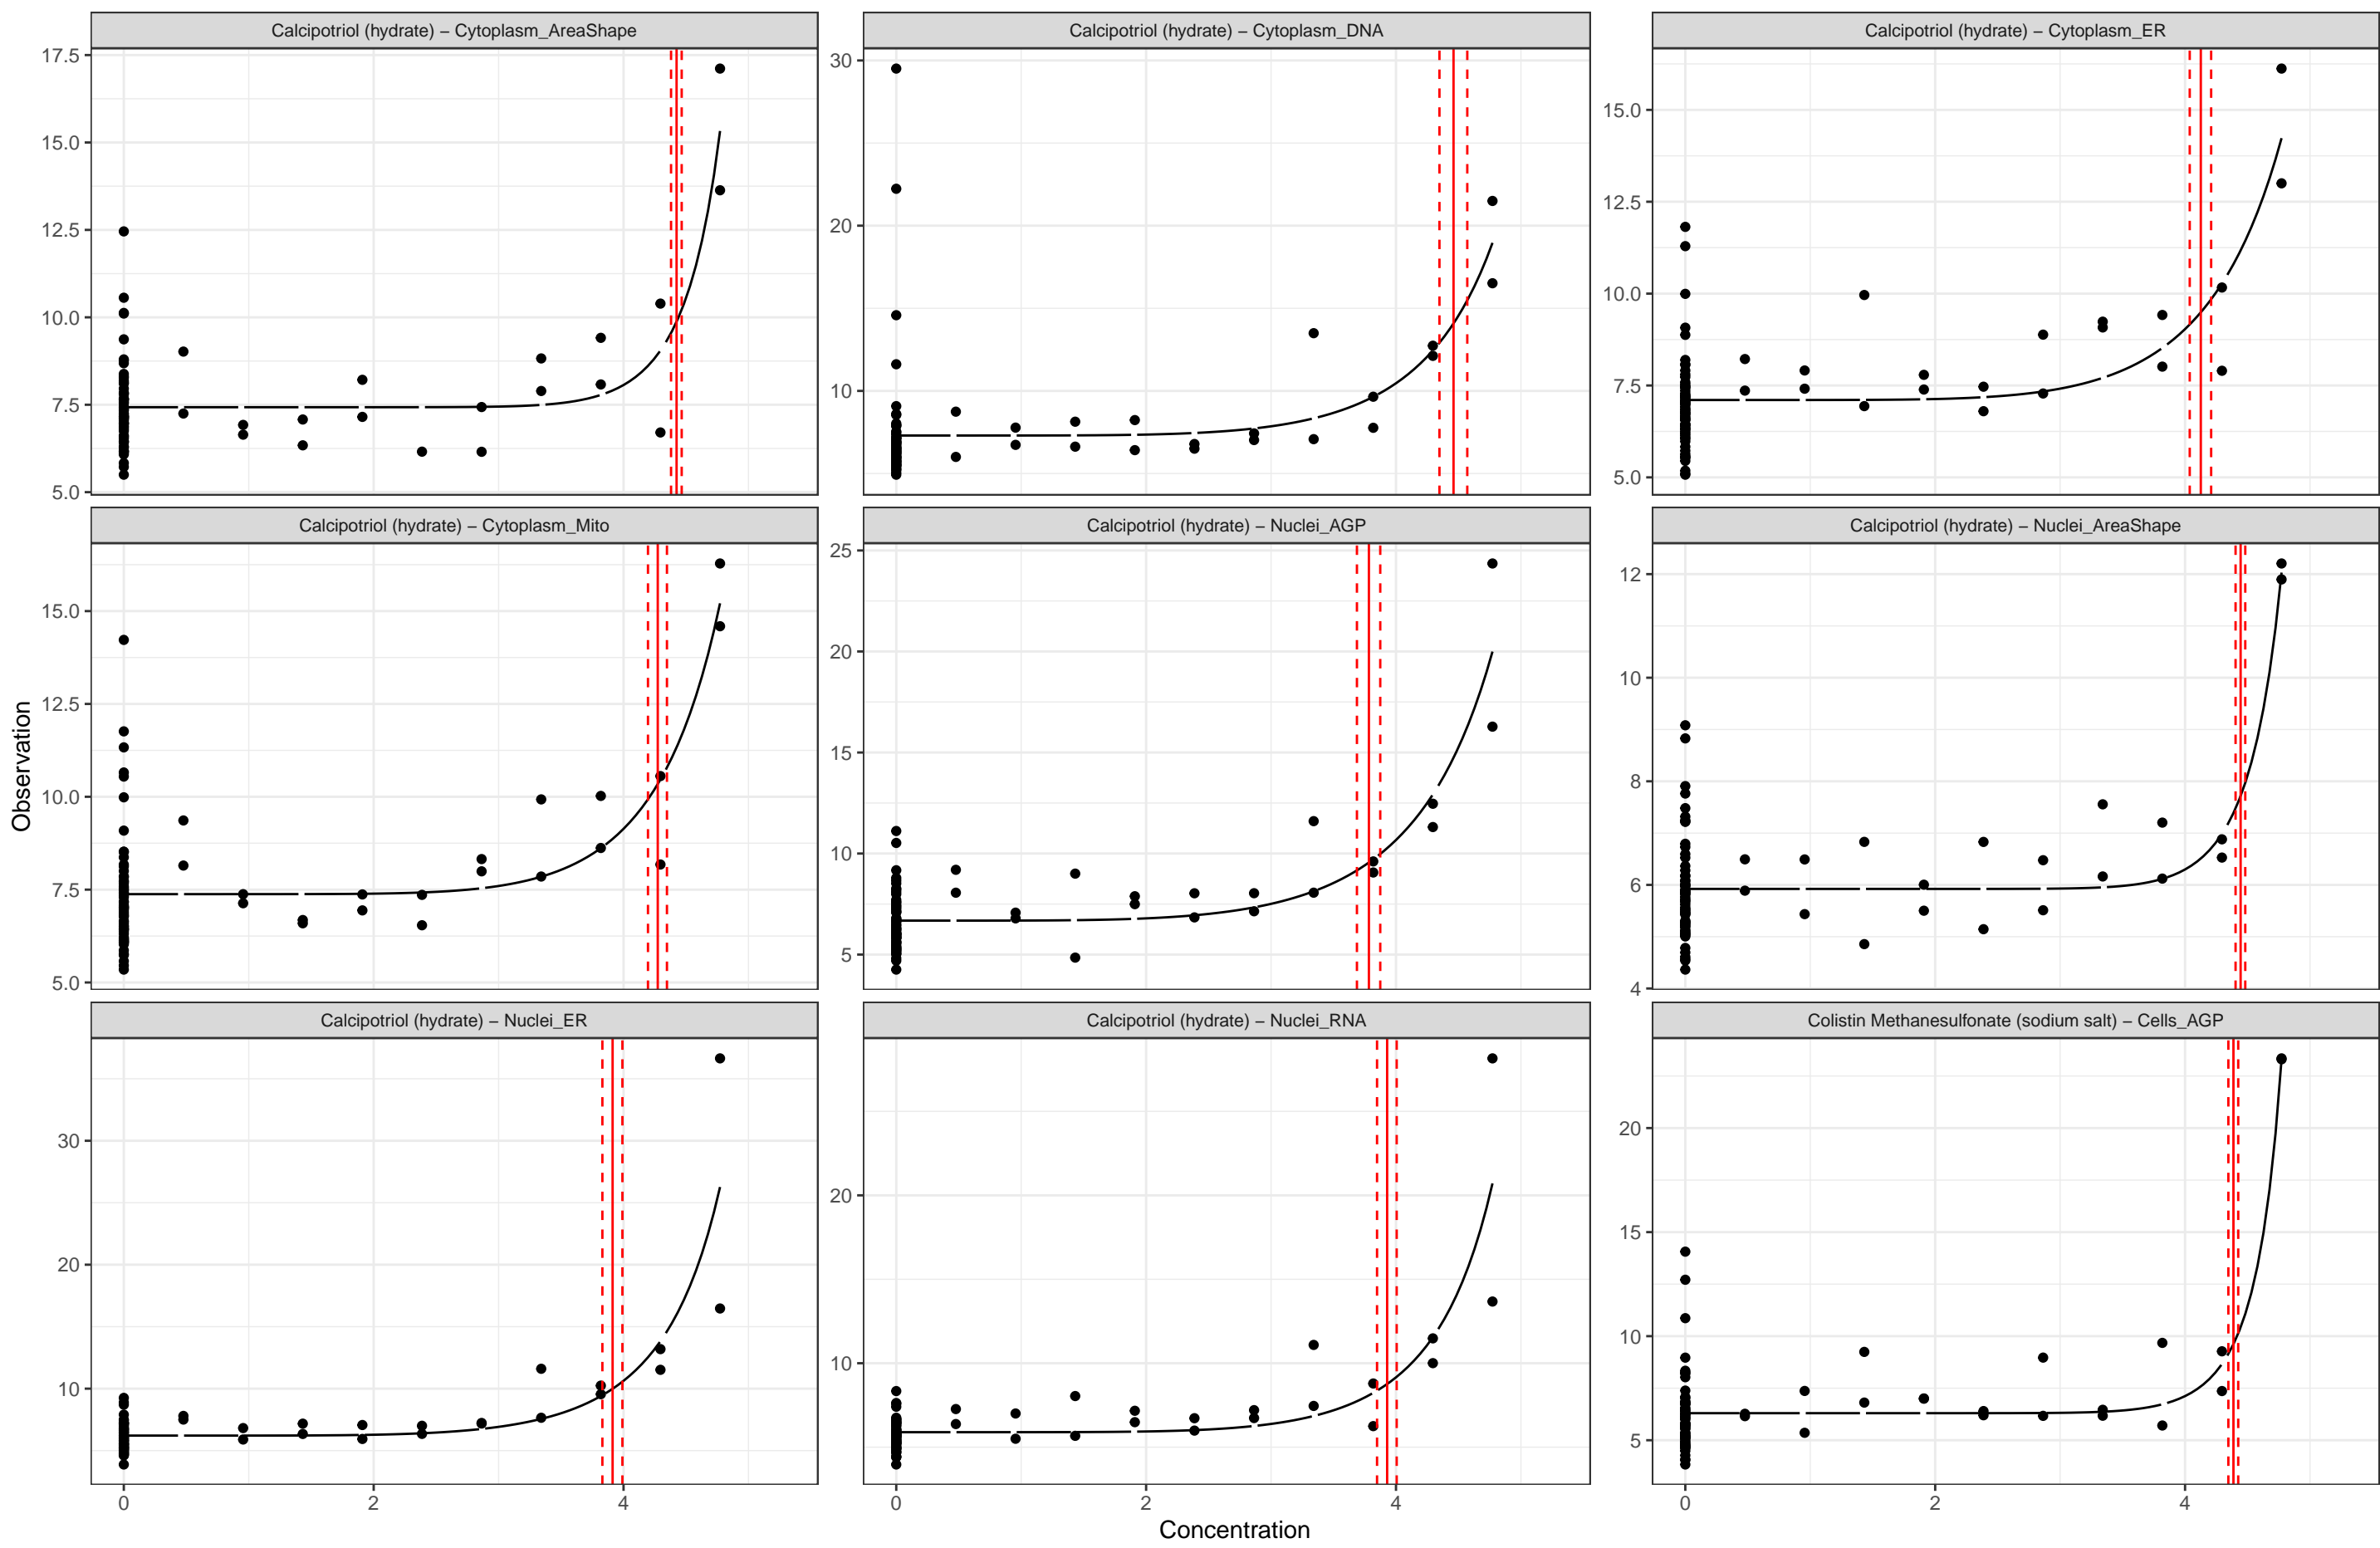 Calcipotriol (hydrate) – Cytoplasm_AreaShape
Calcipotriol (hydrate) – Cytoplasm_DNA
Calcipotriol (hydrate) – Cytoplasm_ER
17.5
15.0
12.5
10.0
7.5
5.0
30
20
10
15.0
12.5
10.0
7.5
5.0
Calcipotriol (hydrate) – Cytoplasm_Mito
Calcipotriol (hydrate) – Nuclei_AGP
Calcipotriol (hydrate) – Nuclei_AreaShape
Observation
15.0
12.5
10.0
7.5
5.0
25
20
15
10
5
12
10
8
6
4
Calcipotriol (hydrate) – Nuclei_ER
Calcipotriol (hydrate) – Nuclei_RNA
Colistin Methanesulfonate (sodium salt) – Cells_AGP
30
20
10
20
10
20
15
10
5
0 2 4
0 2 4
0 2 4
Concentration